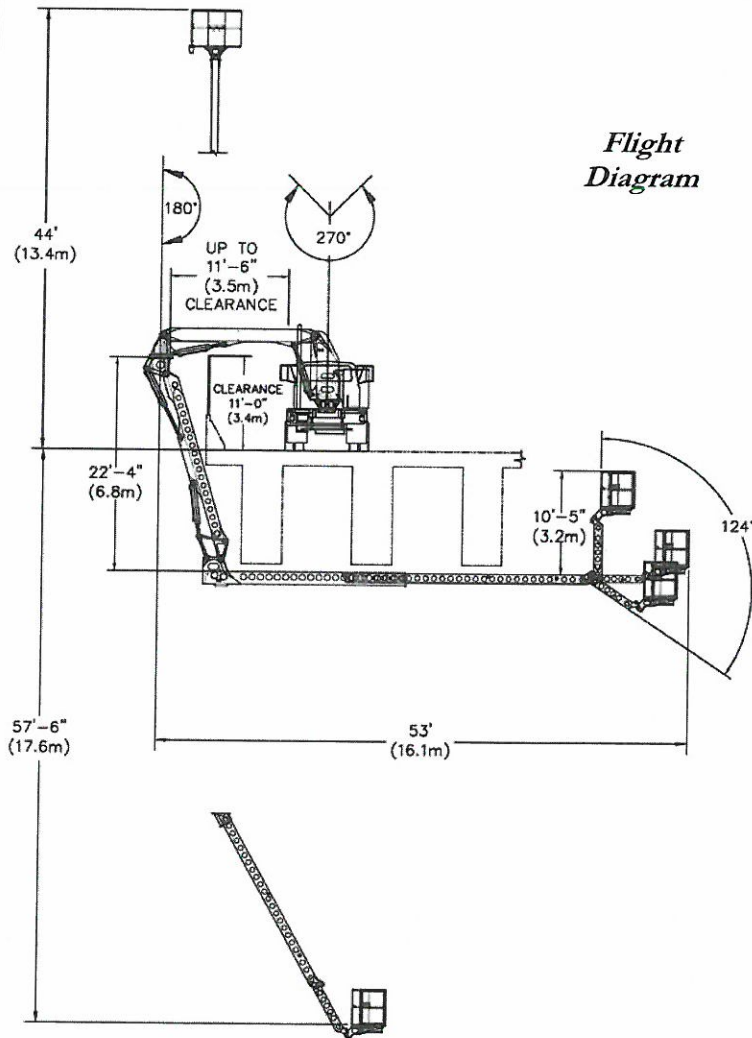 Flight
Diagram
180°
270°
44'
(13.4m)
UP TO
11'-6"
(3.5m)
CLEARANCE
CLEARANCE
11'-0"
(3.4m)
22'-4"
(6.8m)
10'-5"
(3.2m)
124°
57'-6"
(17.6m)
53'
(16.1m)